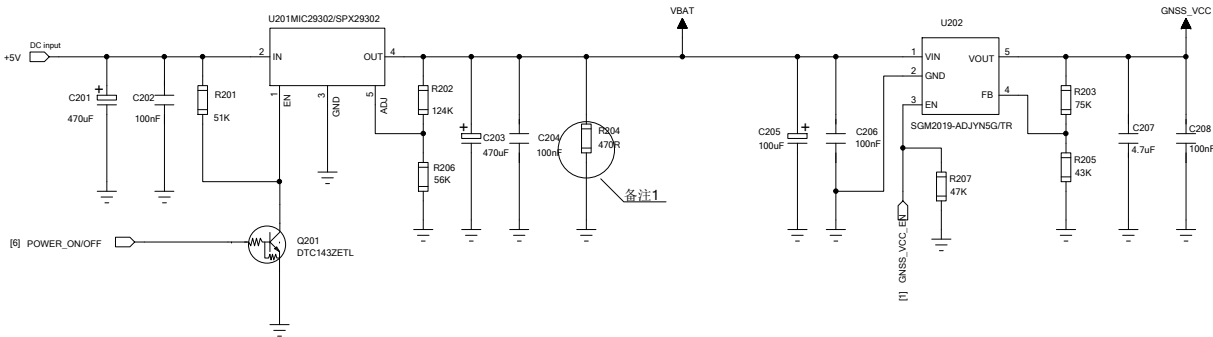 U201MIC29302/SPX29302
VBAT
GNSS_VCC
U202
DC input
+5V
2
IN
OUT
4
1
EN
3
GND
5
ADJ
C201
470uF
+
C202
100nF
R201
51K
R202
124K
R206
56K
C203
470uF
+
C204
100nF
R204
470R
备注1
C205
100uF
+
C206
100nF
1
VIN
2
GND
3
EN
VOUT
5
FB
4
SGM2019-ADJYN5G/TR
R207
47K
[1] GNSS_VCC_EN
R203
75K
R205
43K
C207
4.7uF
C208
100nF
[6] POWER_ON/OFF
Q201
DTC143ZETL